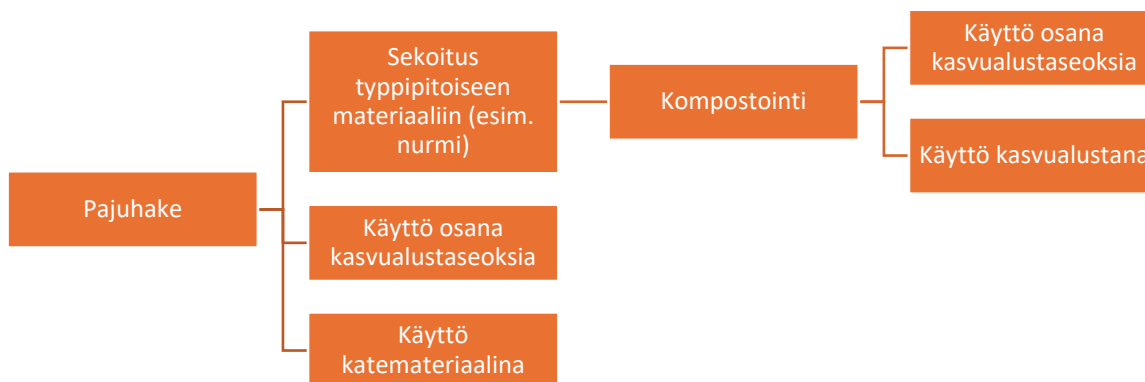 Pajuhake
Sekoitus
typpipitoiseen
materiaaliin (esim.
nurmi)
Käyttö osana
kasvualustaseoksia
Käyttö
katemateriaalina
Kompostointi
Käyttö osana
kasvualustaseoksia
Käyttö kasvualustana